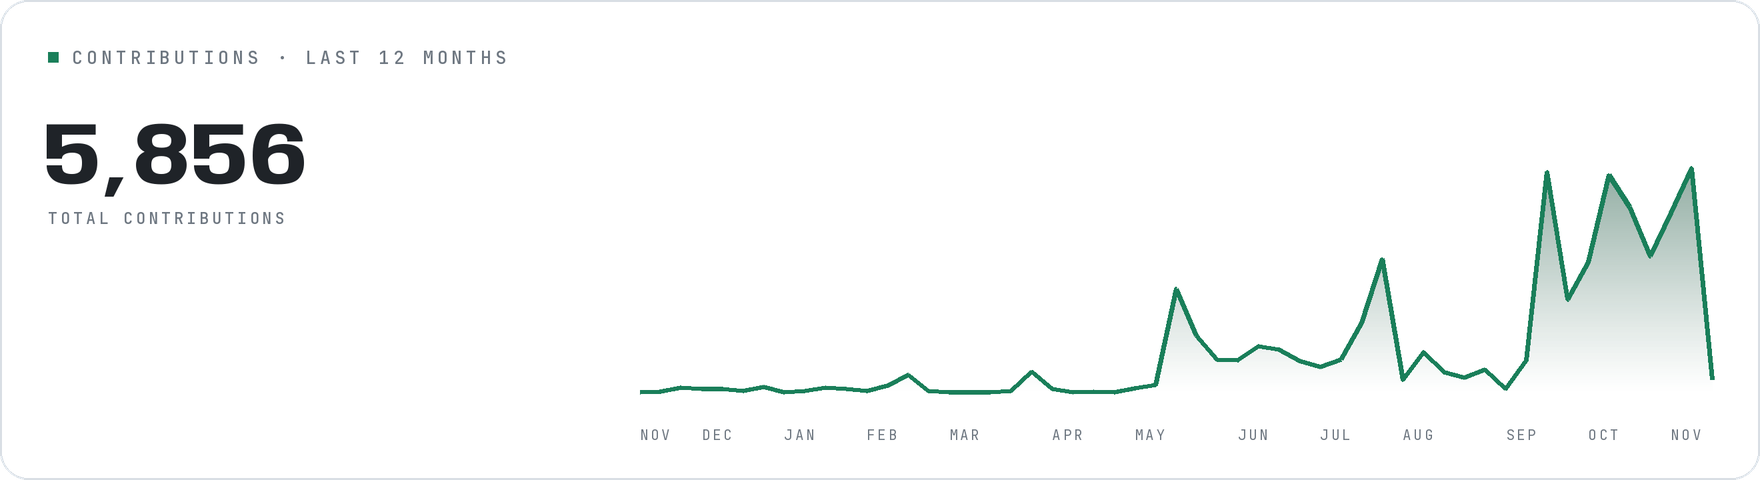 CONTRIBUTIONS · LAST 12 MONTHS
5,856
TOTAL CONTRIBUTIONS
NOV DEC JAN FEB MAR APR MAY JUN JUL AUG SEP OCT NOV